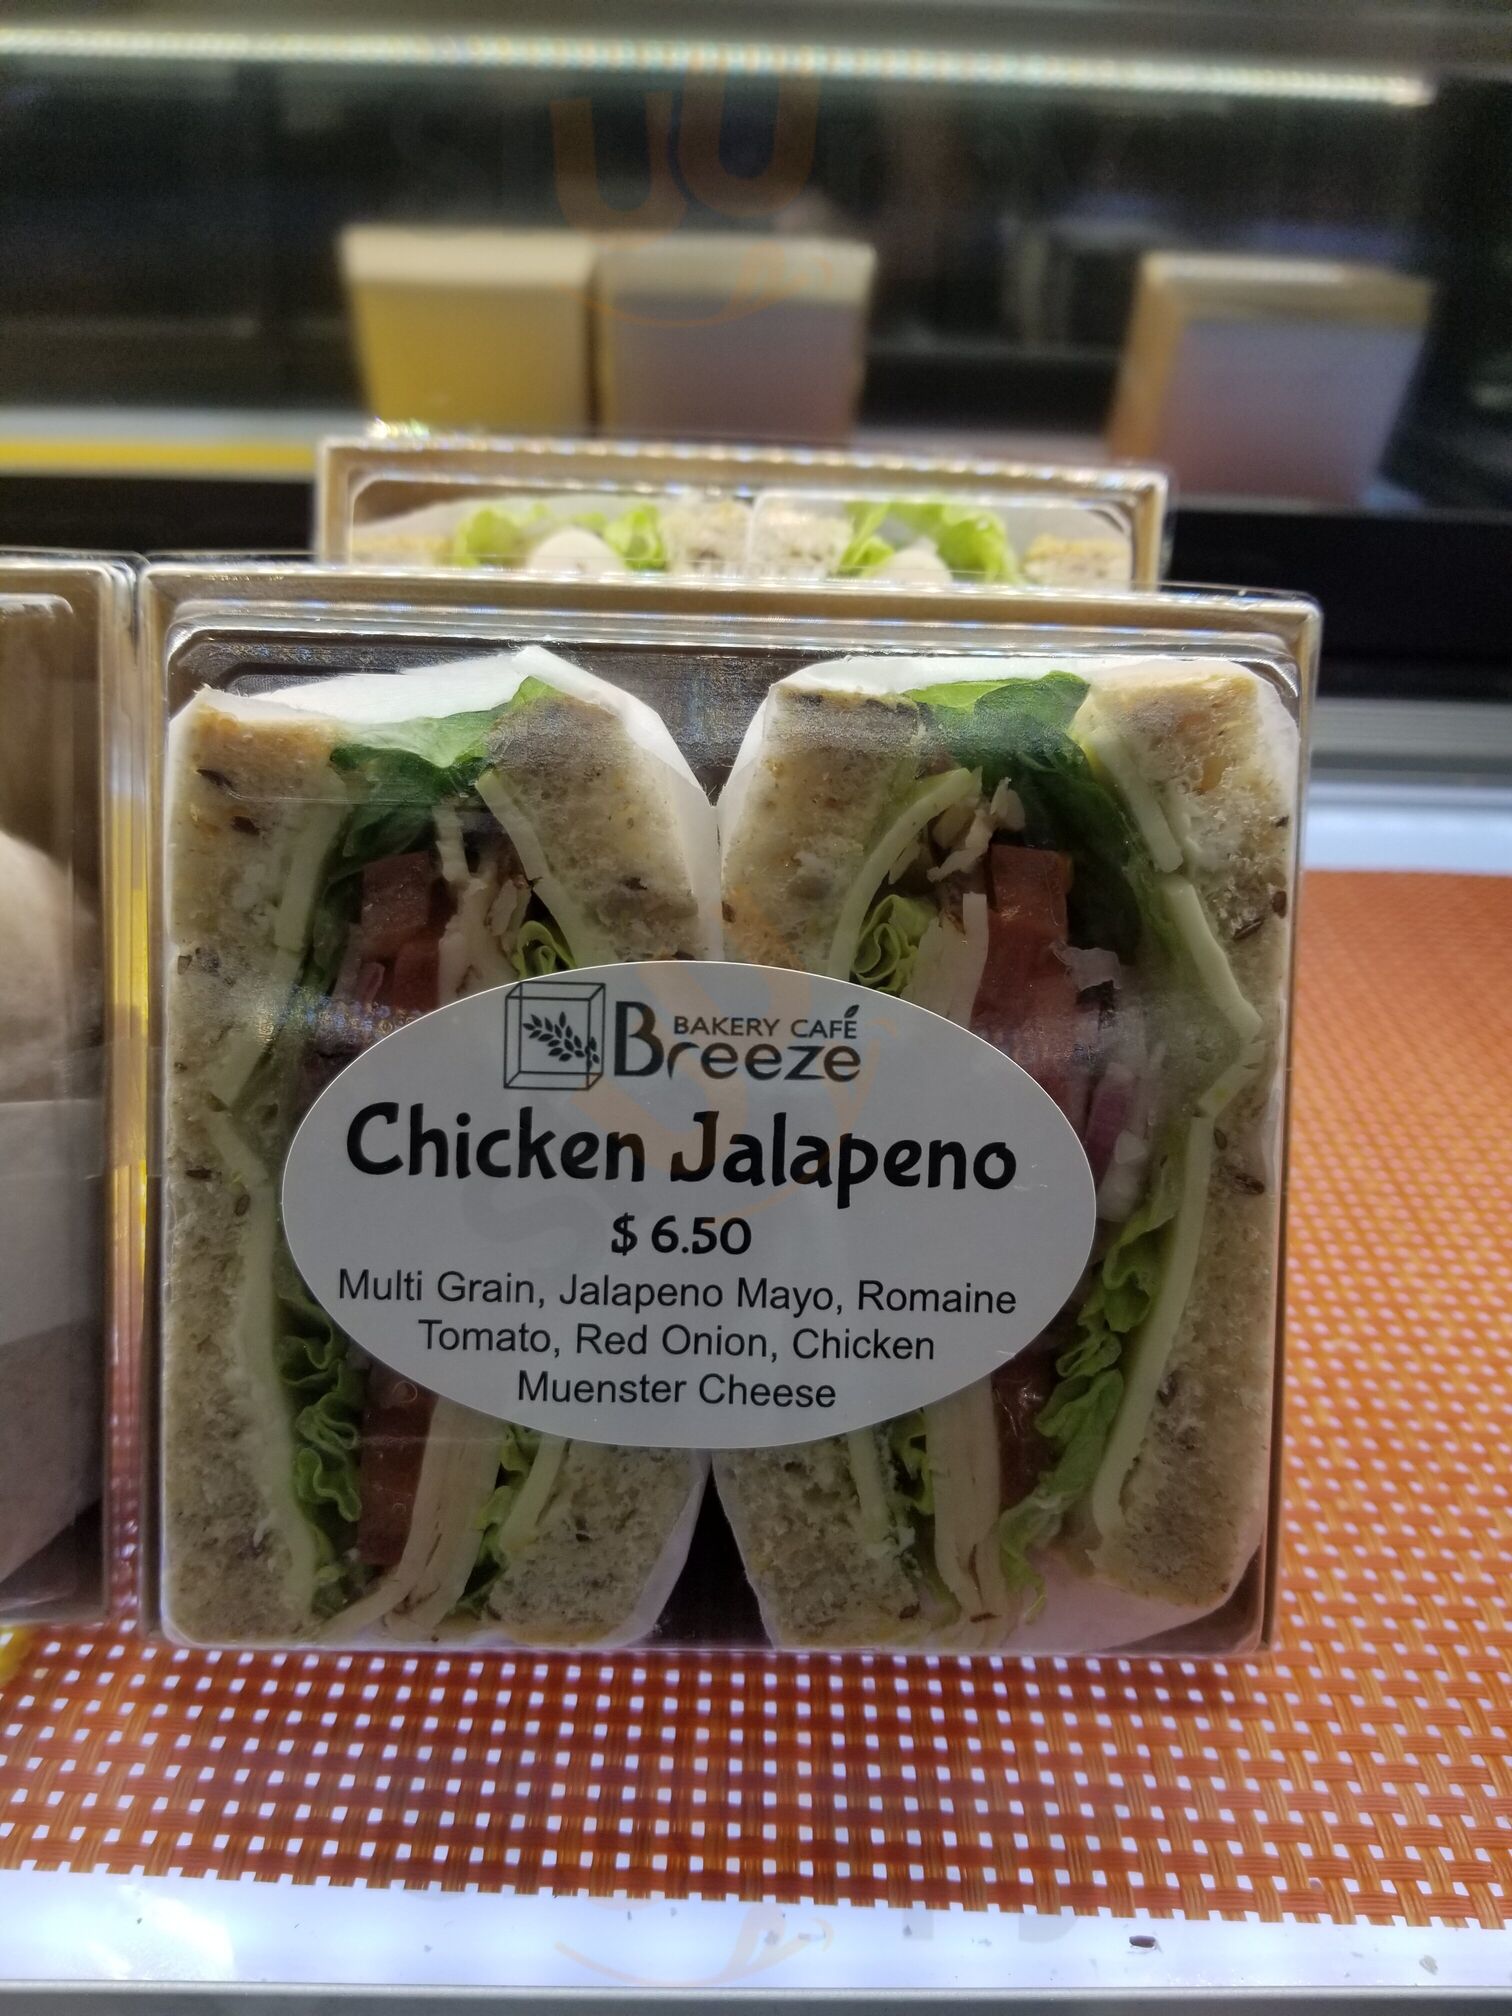 BAKERY CAFÉ
Breeze
Chicken Jalapeno
$ 6.50
Multi Grain, Jalapeno Mayo, Romaine
Tomato, Red Onion, Chicken
Muenster Cheese